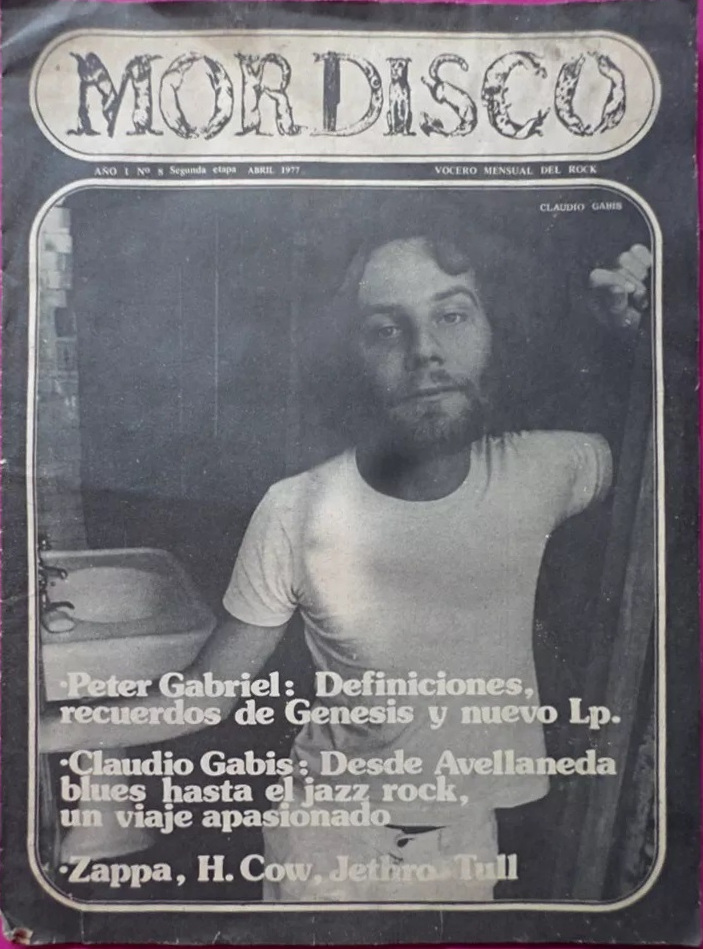 MORDISCO
AÑO 1 Nº 8 Segunda etapa ABRIL 1977
VOCERO MENSUAL DEL ROCK
CLAUDIO GABIS
·Peter Gabriel: Definiciones,
recuerdos de Genesis y nuevo Lp.
·Claudio Gabis: Desde Avellaneda
blues hasta el jazz rock,
un viaje apasionado
·Zappa, H. Cow, Jethro Tull